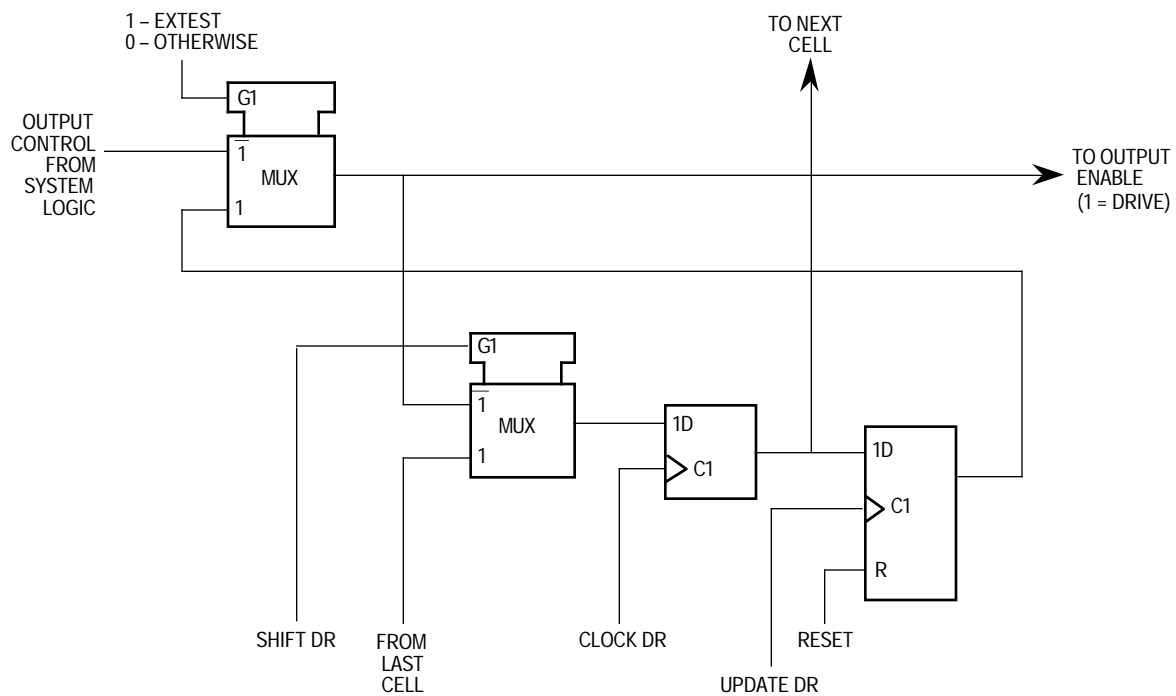 1 – EXTEST
0 – OTHERWISE
TO NEXT
CELL
G1
OUTPUT
CONTROL
FROM
SYSTEM
LOGIC
1
MUX
1
TO OUTPUT
ENABLE
(1 = DRIVE)
G1
1
MUX
1
1D
C1
1D
C1
R
SHIFT DR
FROM
LAST
CELL
CLOCK DR
RESET
UPDATE DR